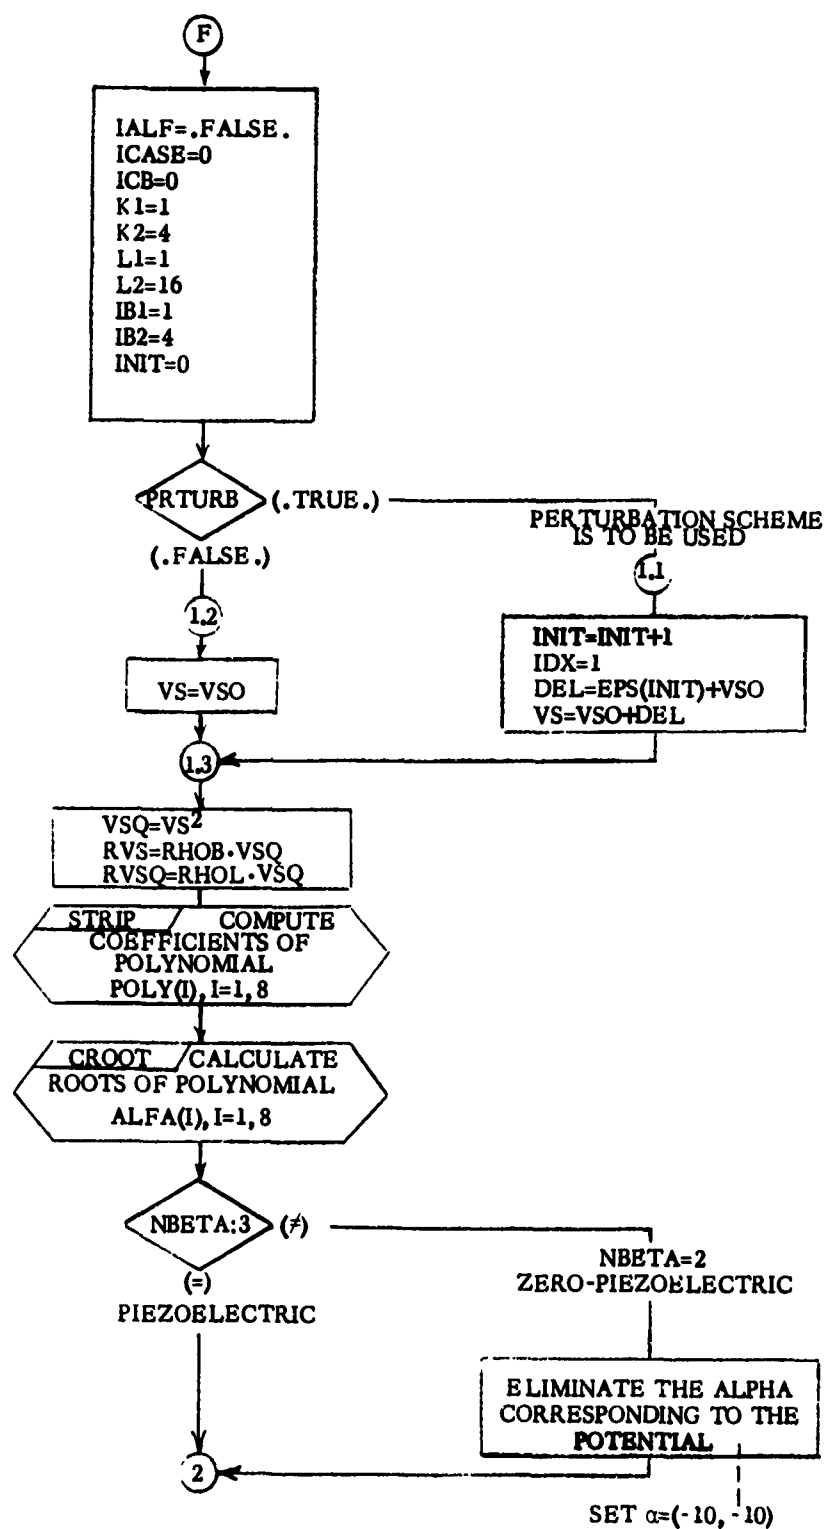 F
IALF=.FALSE.
ICASE=0
ICB=0
K1=1
K2=4
L1=1
L2=16
IB1=1
IB2=4
INIT=0
PRTURB (.TRUE.)
(.FALSE.)
PERTURBATION SCHEME
IS TO BE USED
1.1
INIT=INIT+1
IDX=1
DEL=EPS(INIT)+VSO
VS=VSO+DEL
1.2
VS=VSO
1.3
VSQ=VS²
RVS=RHOB·VSQ
RVSQ=RHOL·VSQ
STRIP COMPUTE
COEFFICIENTS OF
POLYNOMIAL
POLY(I), I=1, 8
CROOT CALCULATE
ROOTS OF POLYNOMIAL
ALFA(I), I=1, 8
NBETA:3 (≠)
(=)
PIEZOELECTRIC
NBETA=2
ZERO-PIEZOELECTRIC
ELIMINATE THE ALPHA
CORRESPONDING TO THE
POTENTIAL
2
SET α=(-10, -10)